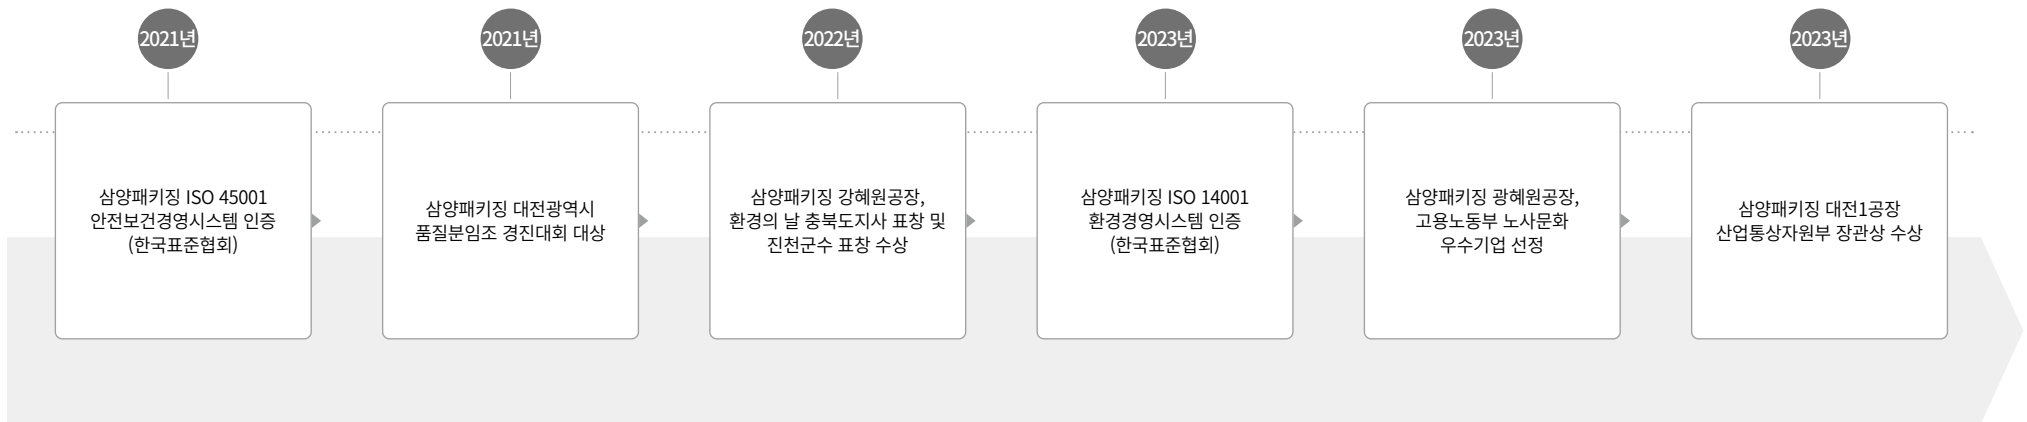 2021년
삼양패키징 ISO 45001
안전보건경영시스템 인증
(한국표준협회)
2021년
삼양패키징 대전광역시
품질분임조 경진대회 대상
2022년
삼양패키징 강혜원공장,
환경의 날 충북도지사 표창 및
진천군수 표창 수상
2023년
삼양패키징 ISO 14001
환경경영시스템 인증
(한국표준협회)
2023년
삼양패키징 광혜원공장,
고용노동부 노사문화
우수기업 선정
2023년
삼양패키징 대전1공장
산업통상자원부 장관상 수상